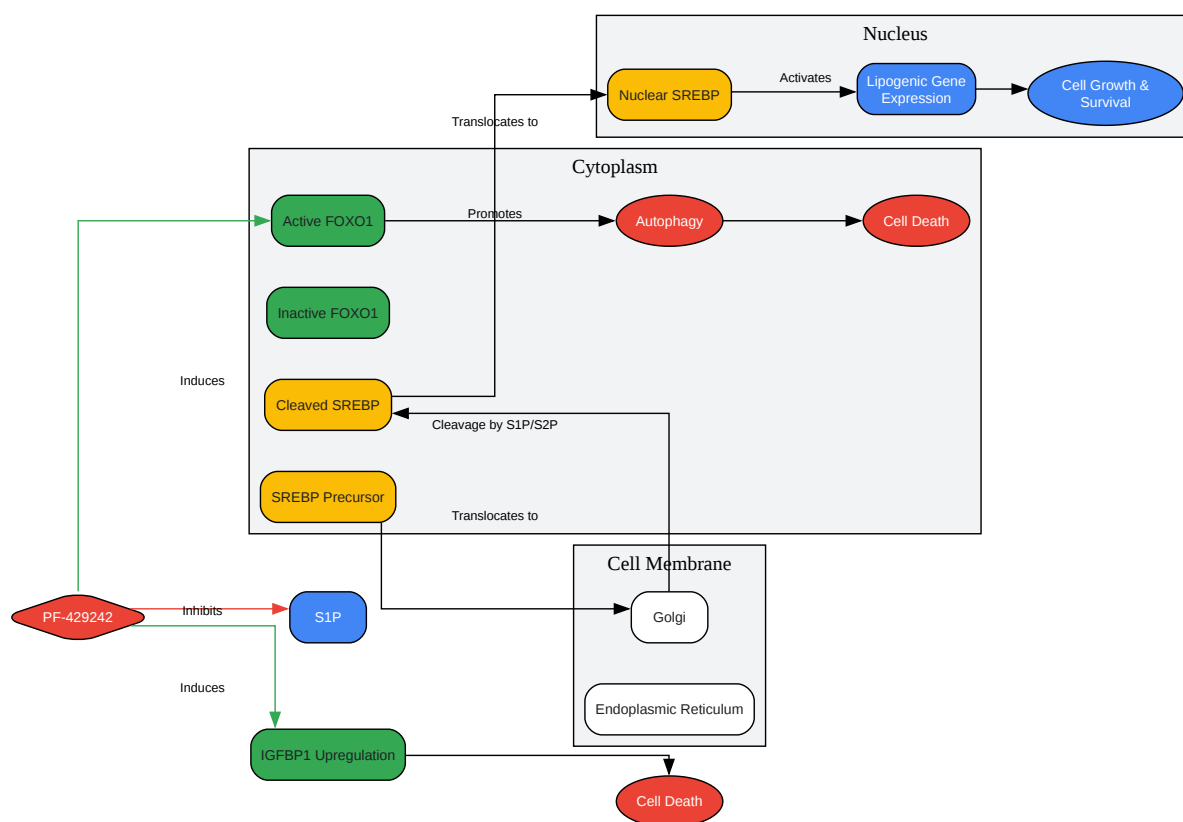 Nucleus
Nuclear SREBP
Activates
Lipogenic Gene
Expression
Cell Growth &
Survival
Translocates to
Cytoplasm
Active FOXO1
Promotes
Autophagy
Cell Death
Inactive FOXO1
Induces
Cleaved SREBP
Cleavage by S1P/S2P
SREBP Precursor
Translocates to
Cell Membrane
PF-429242
Inhibits
S1P
Golgi
Induces
Endoplasmic Reticulum
IGFBP1 Upregulation
Cell Death